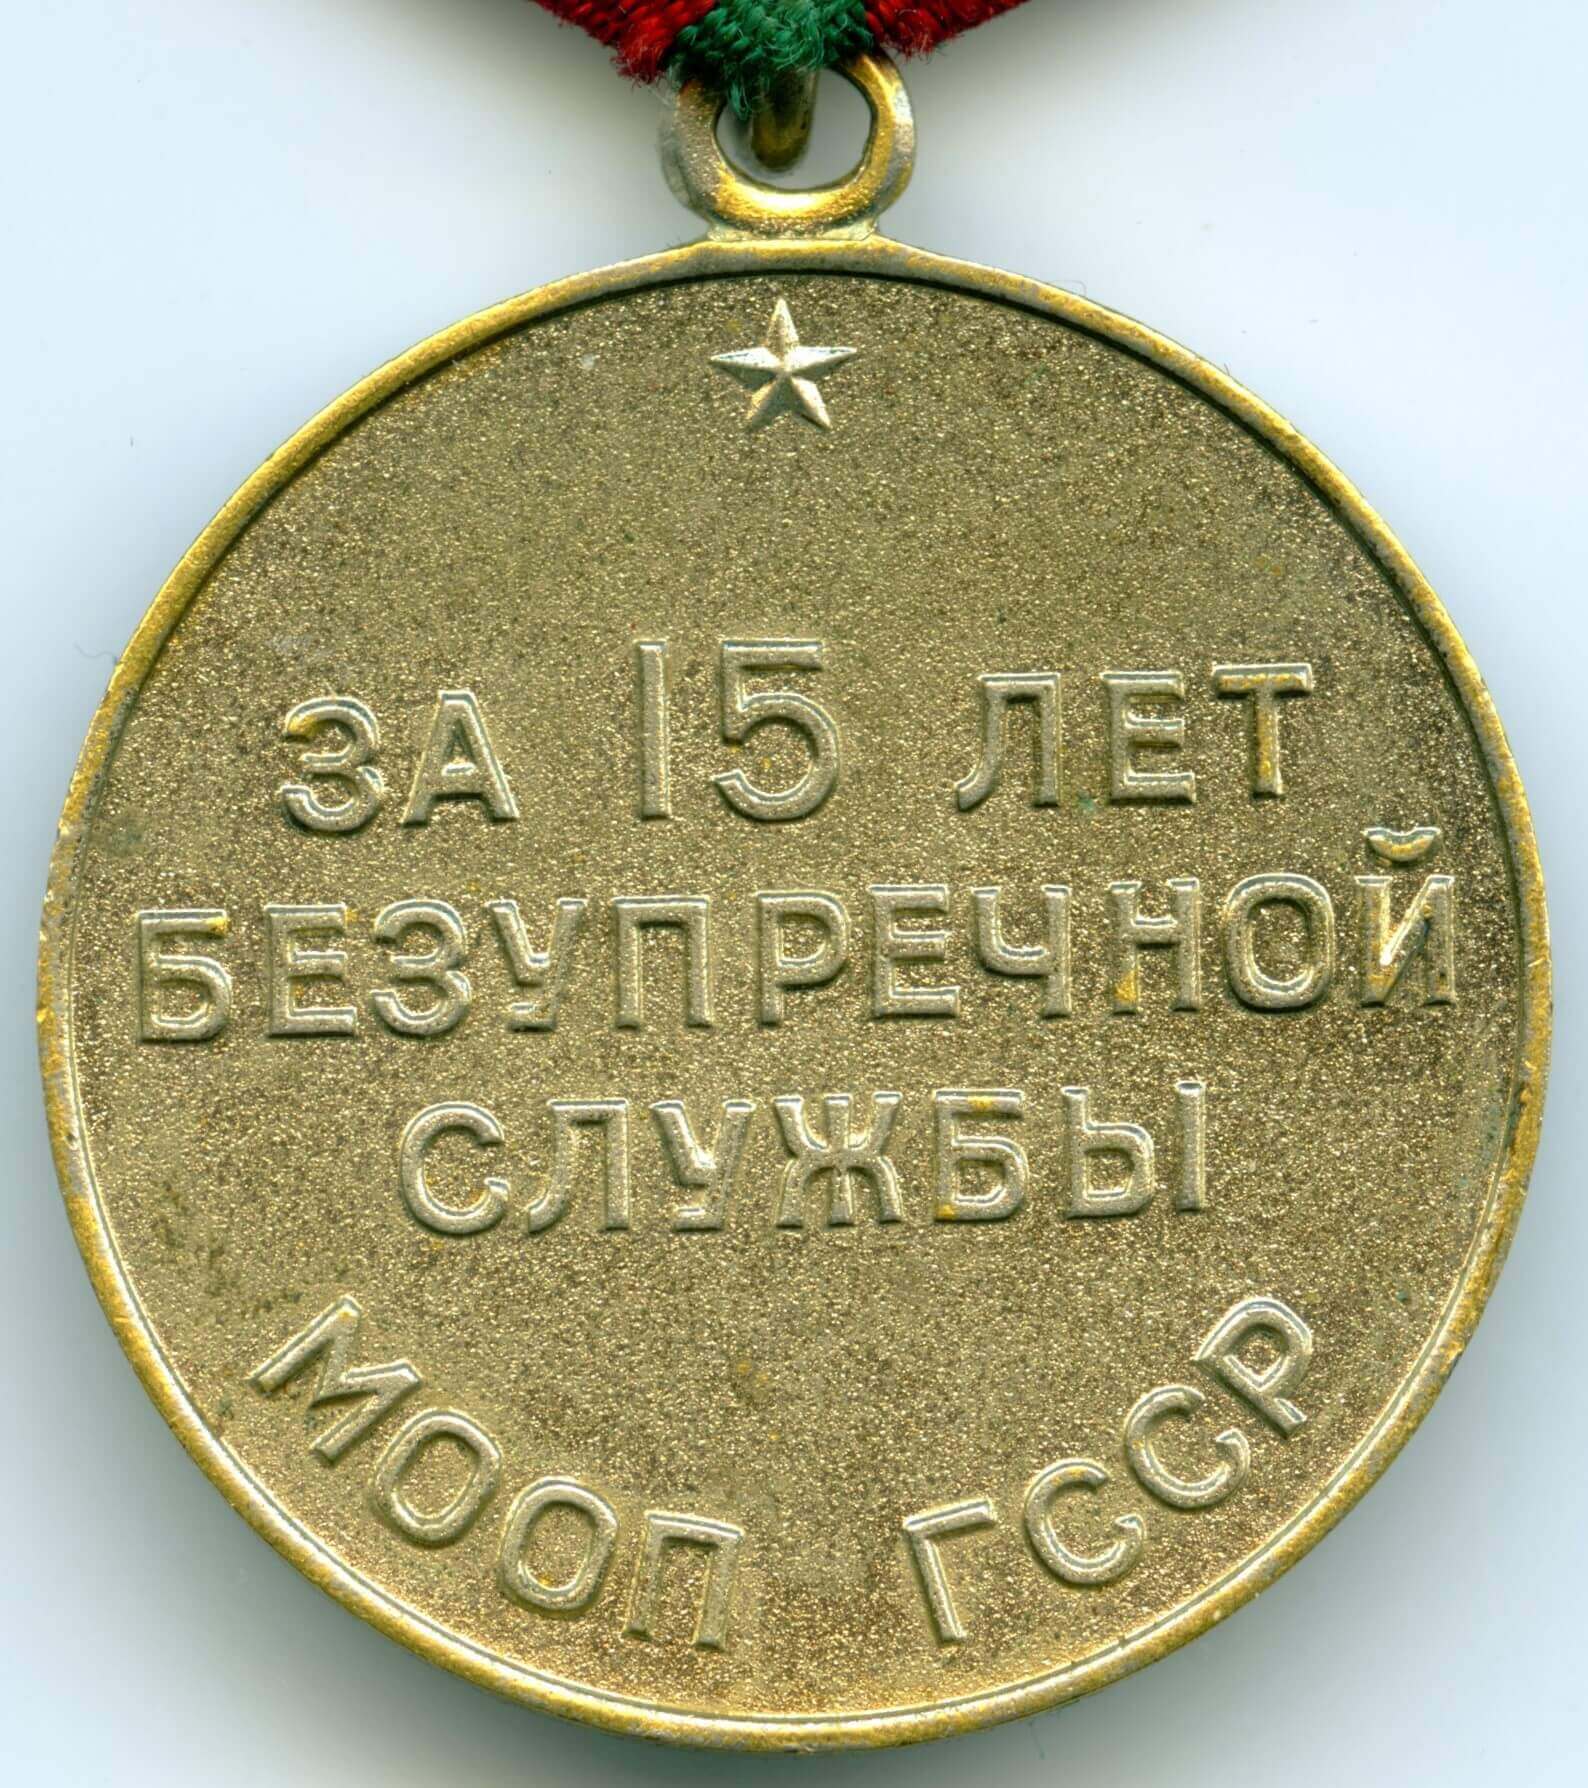 ЗА 15 ЛЕТ
БЕЗУПРЕЧНОЙ
СЛУЖБЫ
МООП ГССР